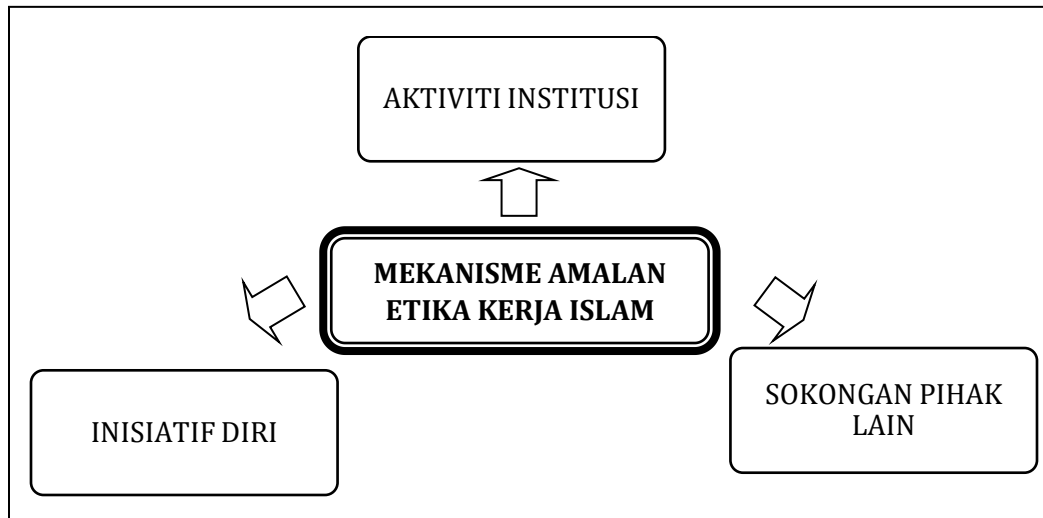 AKTIVITI INSTITUSI
MEKANISME AMALAN
ETIKA KERJA ISLAM
INISIATIF DIRI
SOKONGAN PIHAK
LAIN